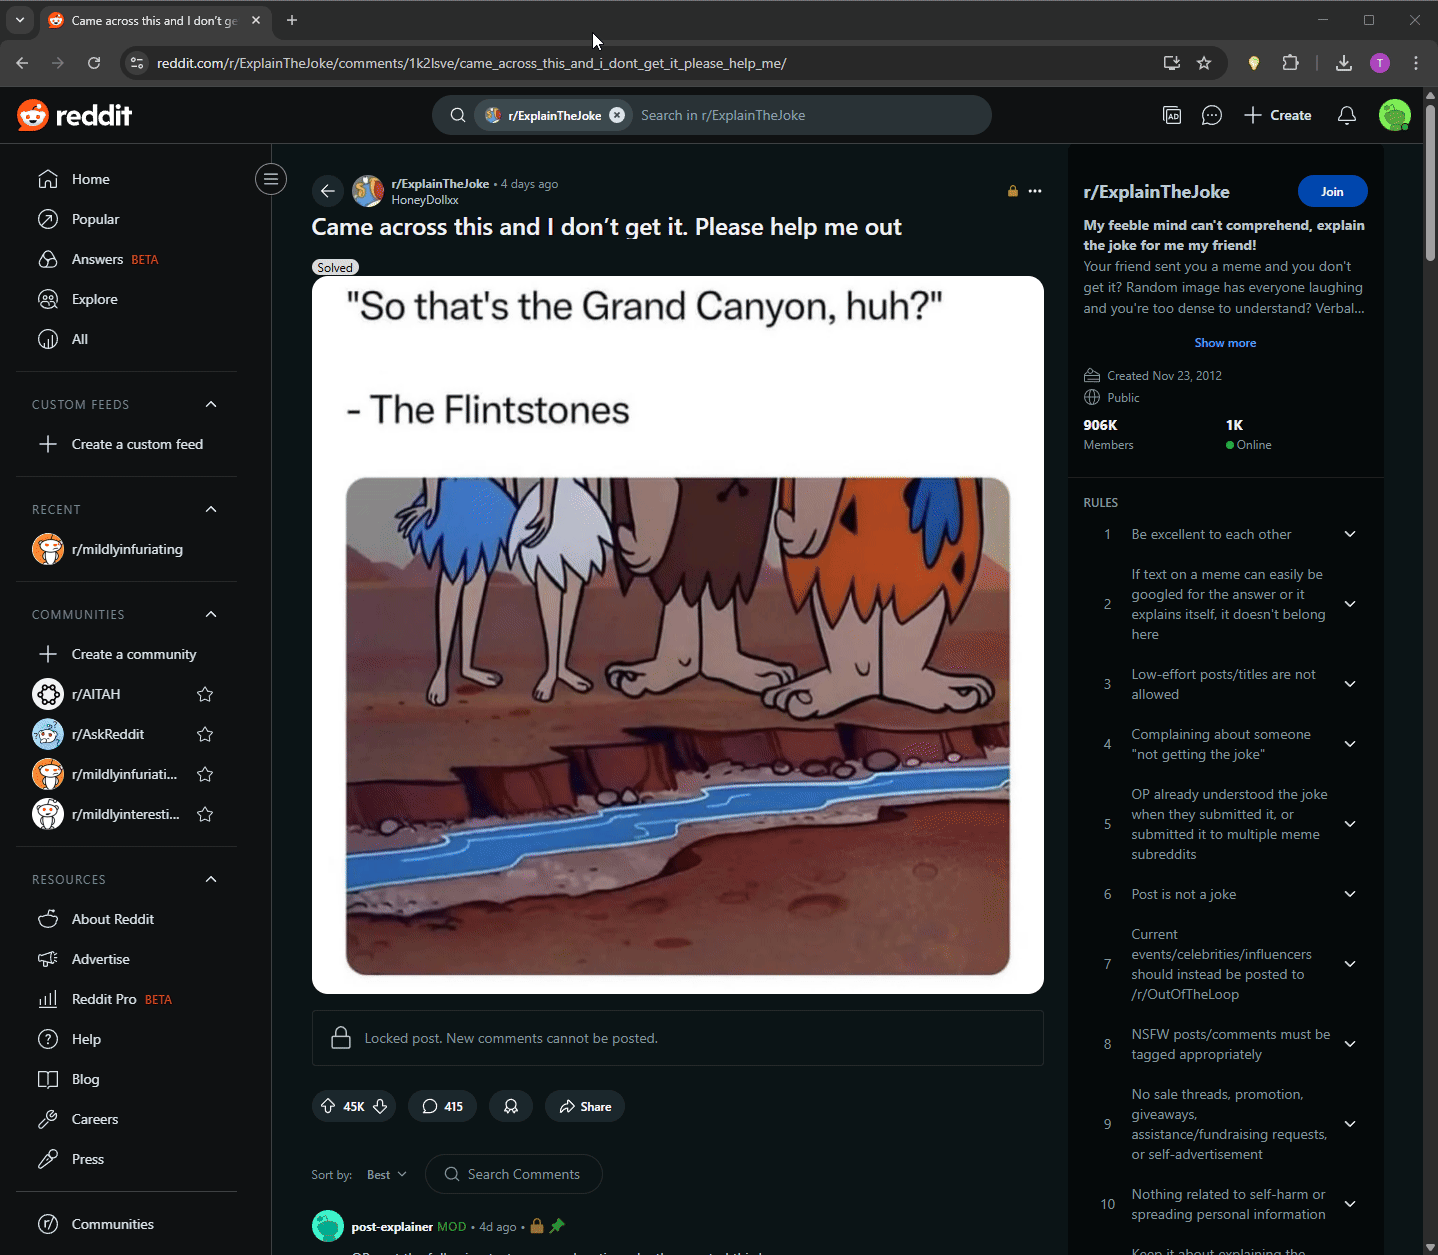 Came across this and I don't ge
reddit.com/r/ExplainTheJoke/comments/1k2lsve/came_across_this_and_i_dont_get_it_please_help_me/
T
reddit
r/ExplainTheJoke
Search in r/ExplainTheJoke
AD
Create
Home
Popular
Answers BETA
Explore
All
CUSTOM FEEDS
Create a custom feed
RECENT
r/mildlyinfuriating
COMMUNITIES
Create a community
r/AITAH
r/AskReddit
r/mildlyinfuriati...
r/mildlyinteresti...
RESOURCES
About Reddit
Advertise
Reddit Pro BETA
Help
Blog
Careers
Press
Communities
r/ExplainTheJoke • 4 days ago
HoneyDollxx
Came across this and I don’t get it. Please help me out
Solved
"So that's the Grand Canyon, huh?"
- The Flintstones
Locked post. New comments cannot be posted.
45K
415
Share
Sort by: Best
Search Comments
post-explainer MOD • 4d ago •
r/ExplainTheJoke
Join
My feeble mind can't comprehend, explain
the joke for me my friend!
Your friend sent you a meme and you don't
get it? Random image has everyone laughing
and you're too dense to understand? Verbal...
Show more
Created Nov 23, 2012
Public
906K
Members
1K
Online
RULES
1 Be excellent to each other
2 If text on a meme can easily be
googled for the answer or it
explains itself, it doesn't belong
here
3 Low-effort posts/titles are not
allowed
4 Complaining about someone
"not getting the joke"
5 OP already understood the joke
when they submitted it, or
submitted it to multiple meme
subreddits
6 Post is not a joke
7 Current
events/celebrities/influencers
should instead be posted to
/r/OutOfTheLoop
8 NSFW posts/comments must be
tagged appropriately
9 No sale threads, promotion,
giveaways,
assistance/fundraising requests,
or self-advertisement
10 Nothing related to self-harm or
spreading personal information
Keep it about explaining the